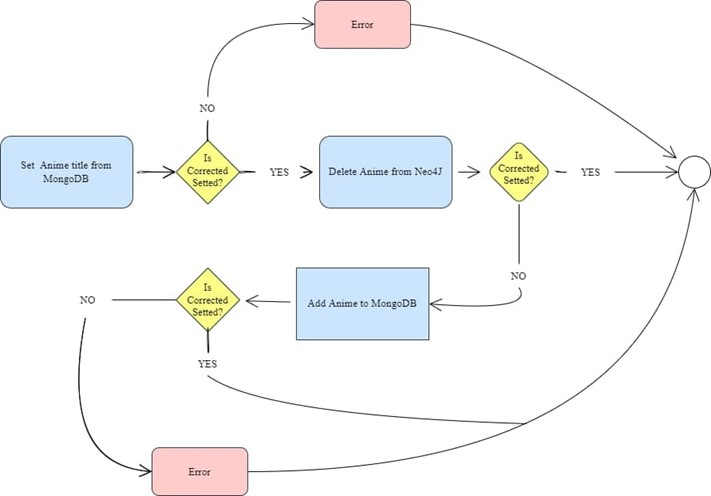 Error
NO
Set Anime title from
MongoDB
Is
Corrected
Setted?
YES
Delete Anime from Neo4J
Is
Corrected
Setted?
YES
NO
Add Anime to MongoDB
Is
Corrected
Setted?
NO
YES
Error